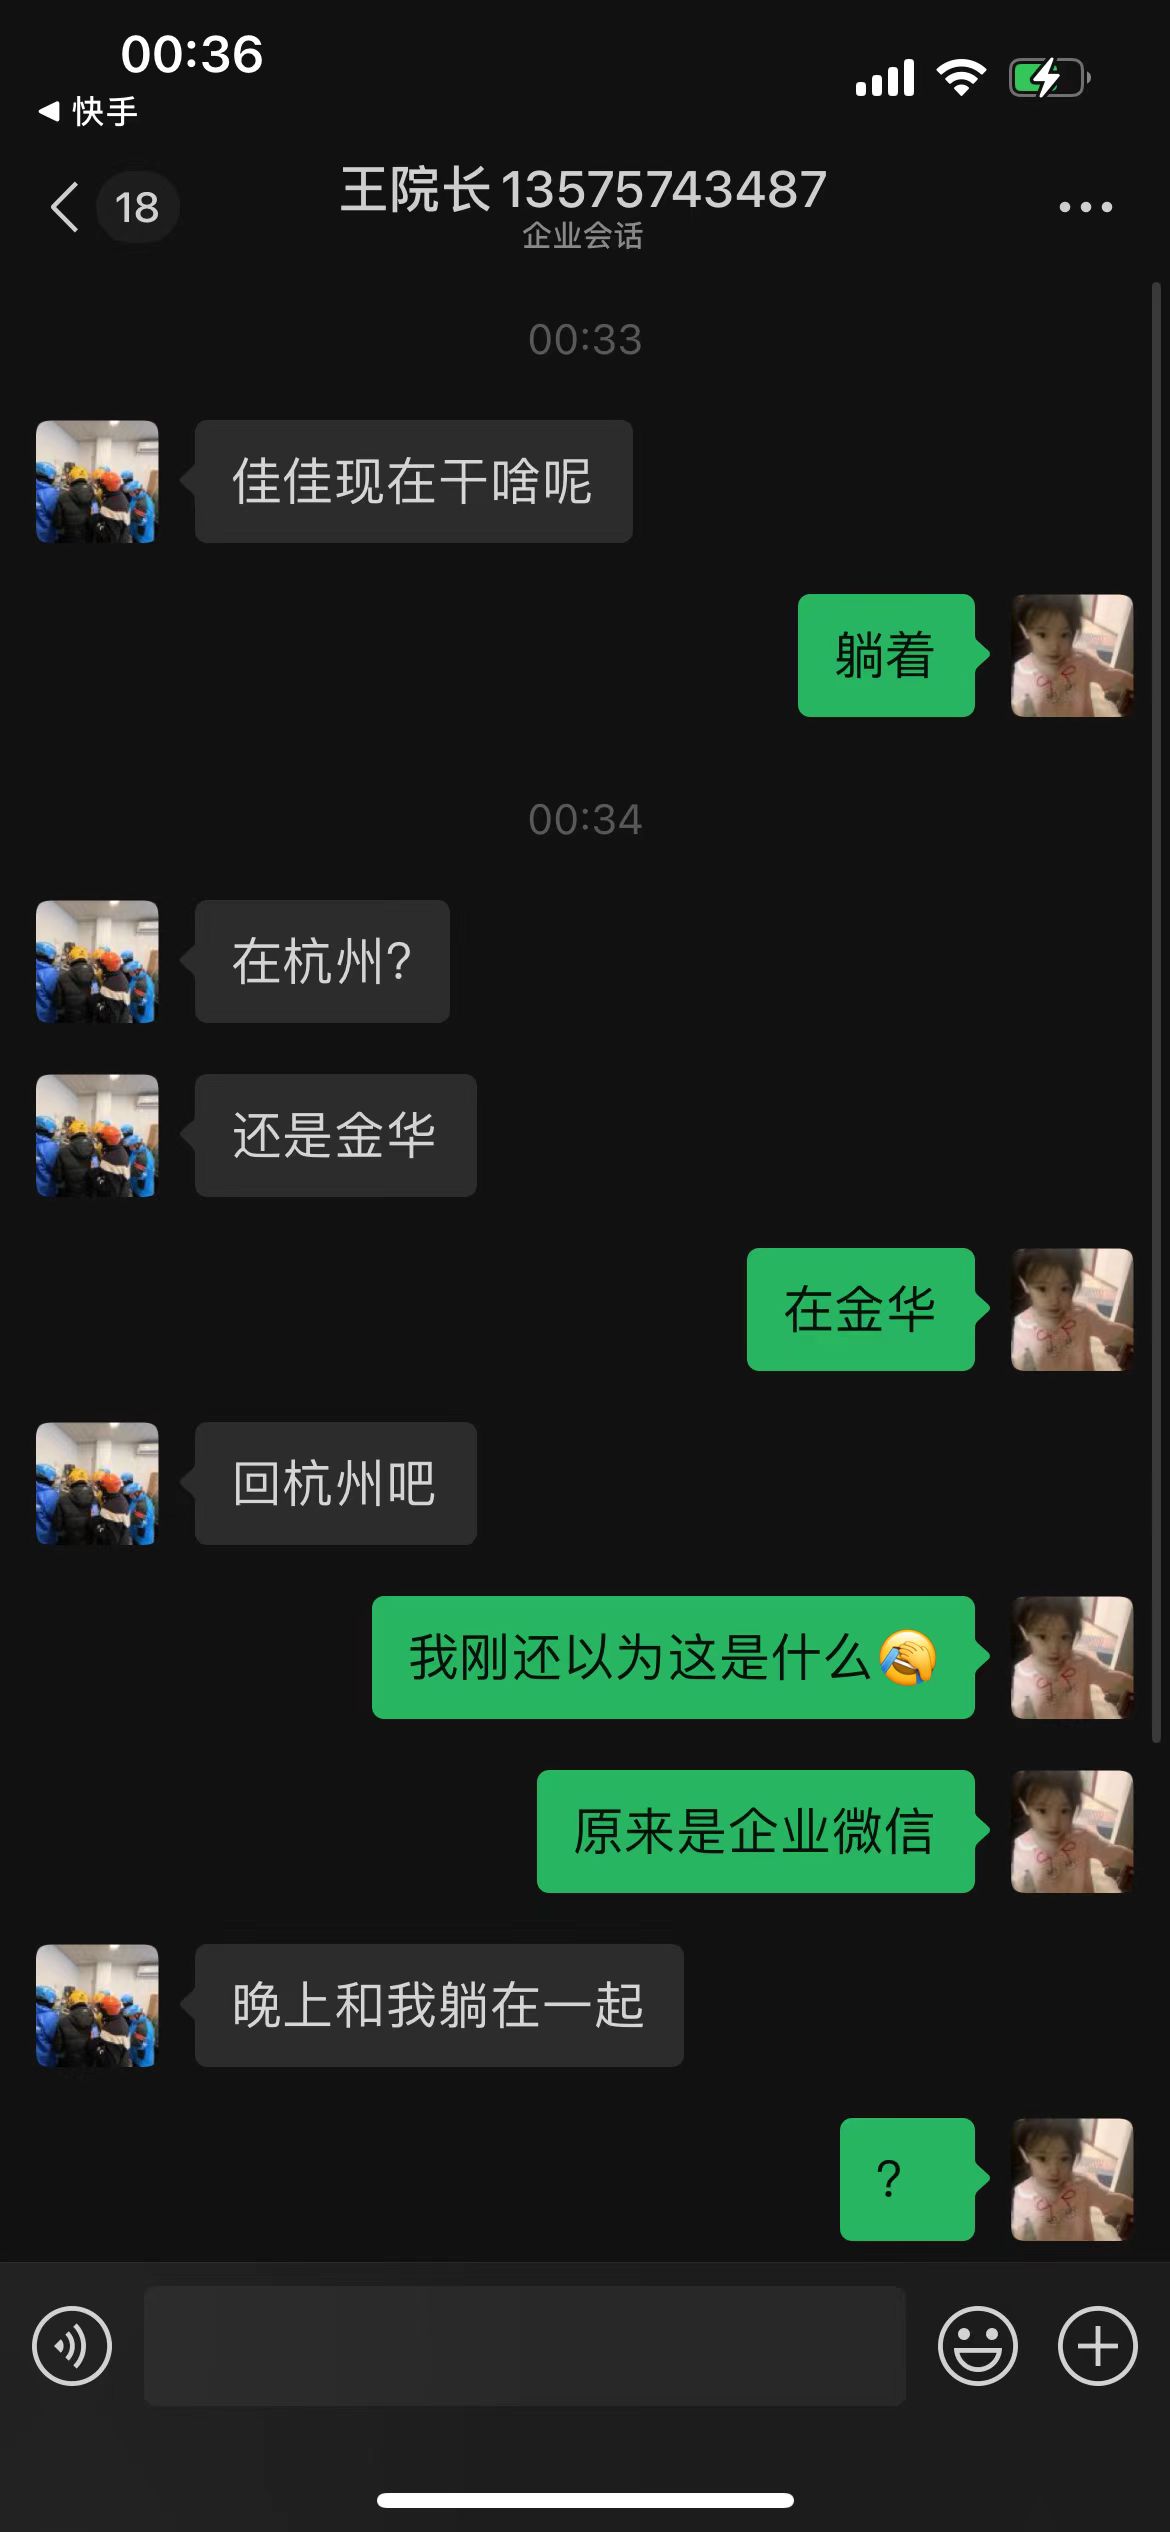 00:36
快手
18
王院长13575743487
企业会话
00:33
佳佳现在干啥呢
躺着
00:34
在杭州?
还是金华
在金华
回杭州吧
我刚还以为这是什么🤦
原来是企业微信
晚上和我躺在一起
?